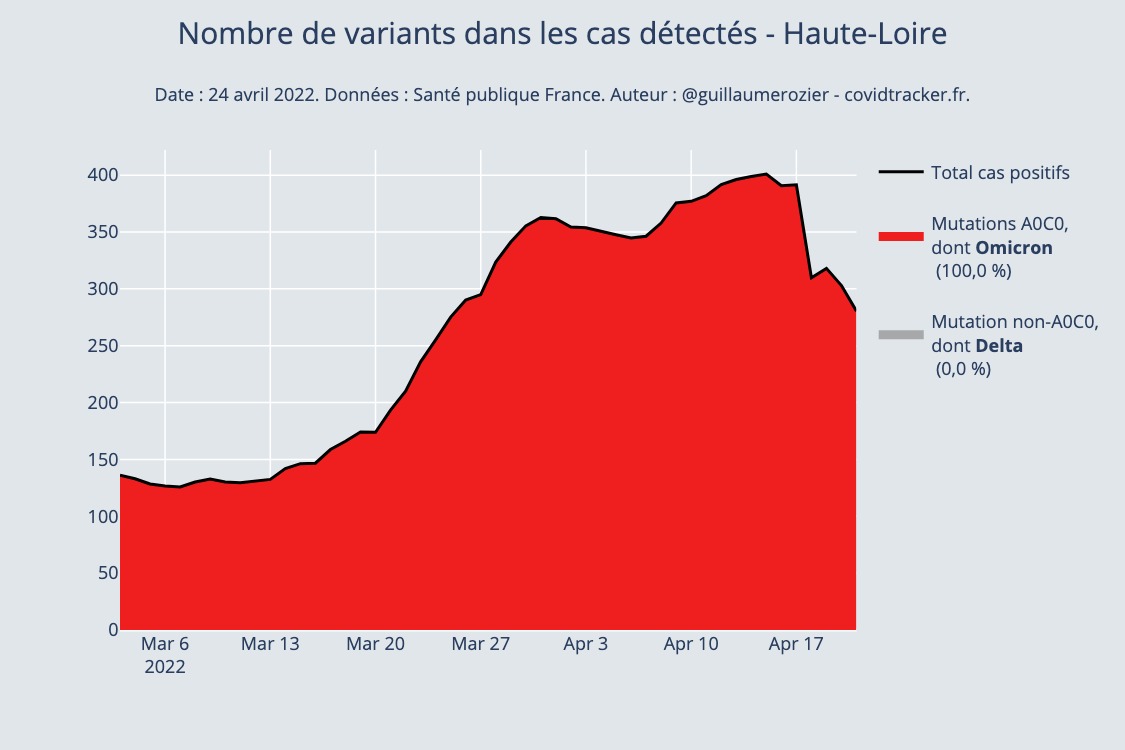 Nombre de variants dans les cas détectés - Haute-Loire
Date : 24 avril 2022. Données : Santé publique France. Auteur : @guillaumerozier - covidtracker.fr.
400
350
300
250
200
150
100
50
0
Mar 6
2022
Mar 13
Mar 20
Mar 27
Apr 3
Apr 10
Apr 17
Total cas positifs
Mutations A0C0,
dont Omicron
(100,0 %)
Mutation non-A0C0,
dont Delta
(0,0 %)